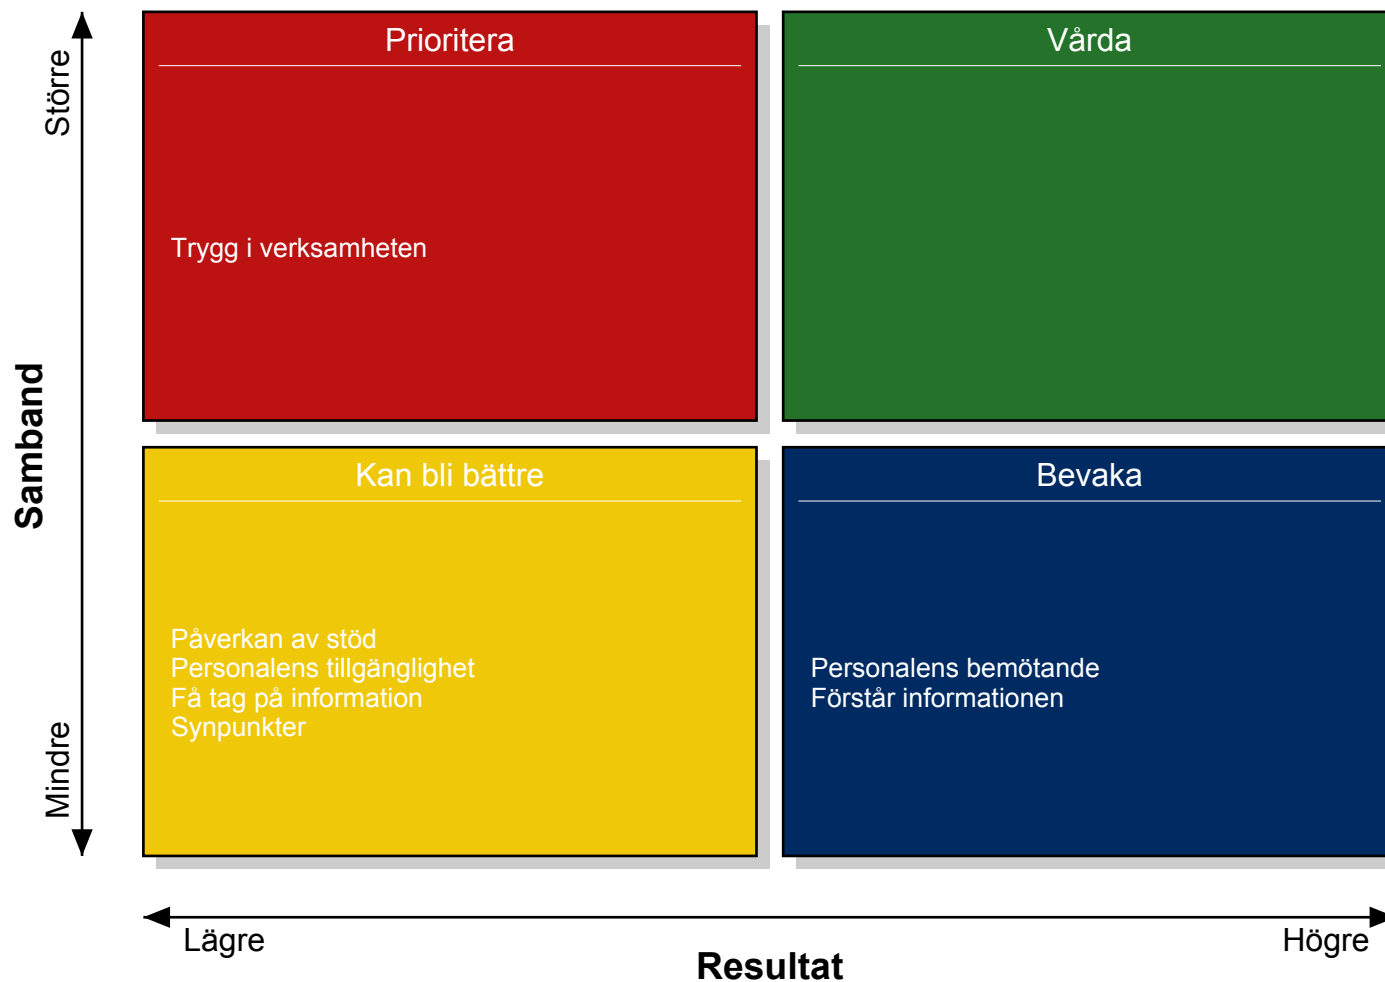 Prioritera
Vårda
Större
Trygg i verksamheten
Samband
Kan bli bättre
Bevaka
Påverkan av stöd
Personalens tillgänglighet
Få tag på information
Synpunkter
Personalens bemötande
Förstår informationen
Mindre
Lägre
Högre
Resultat